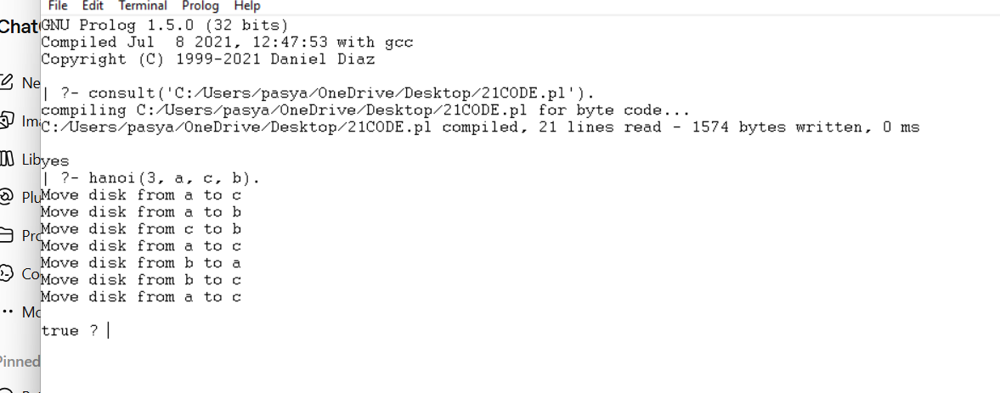 File Edit Terminal Prolog Help
Chat
GNU Prolog 1.5.0 (32 bits)
Compiled Jul  8 2021, 12:47:53 with gcc
Copyright (C) 1999-2021 Daniel Diaz
Ne
| ?- consult('C:/Users/pasya/OneDrive/Desktop/21CODE.pl').
compiling C:/Users/pasya/OneDrive/Desktop/21CODE.pl for byte code...
Im
C:/Users/pasya/OneDrive/Desktop/21CODE.pl compiled, 21 lines read - 1574 bytes written, 0 ms
Lib
yes
| ?- hanoi(3, a, c, b).
Plu
Move disk from a to c
Move disk from a to b
Move disk from c to b
Pro
Move disk from a to c
Move disk from b to a
Co
Move disk from b to c
Move disk from a to c
Mo
true ?
Pinned